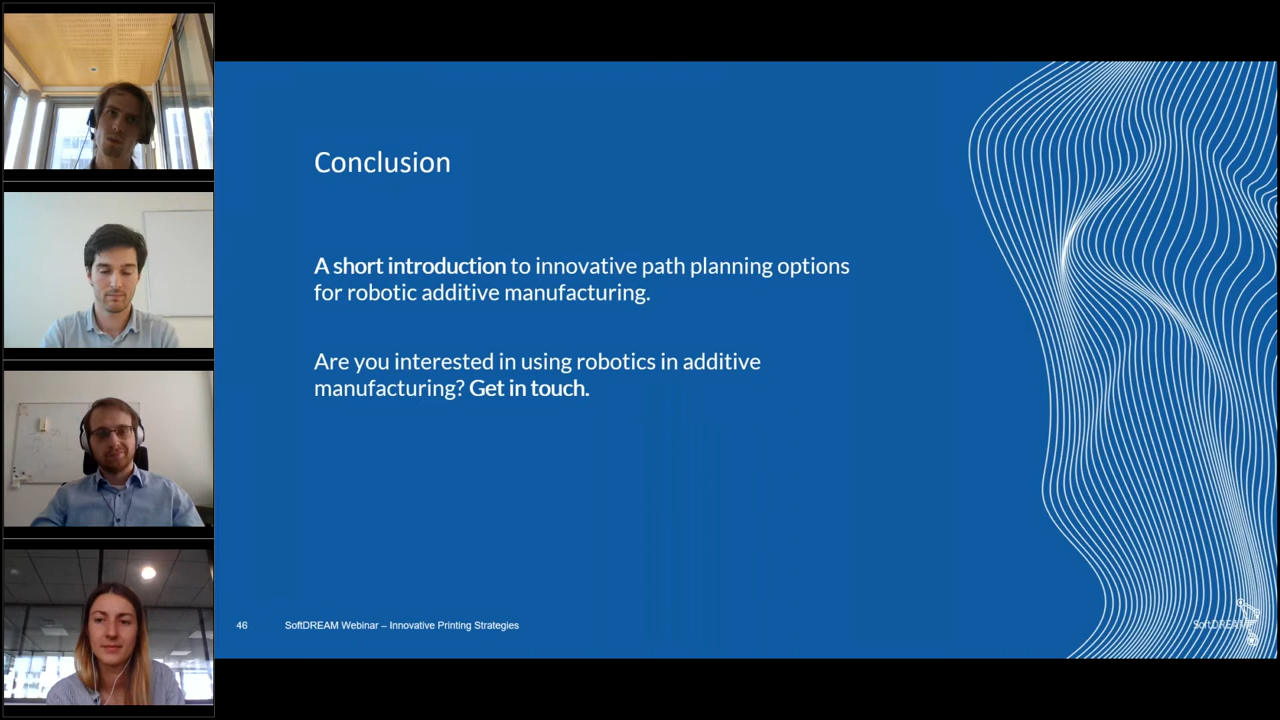 Conclusion
A short introduction to innovative path planning options
for robotic additive manufacturing.
Are you interested in using robotics in additive
manufacturing? Get in touch.
46
SoftDREAM Webinar – Innovative Printing Strategies
SoftDREAM